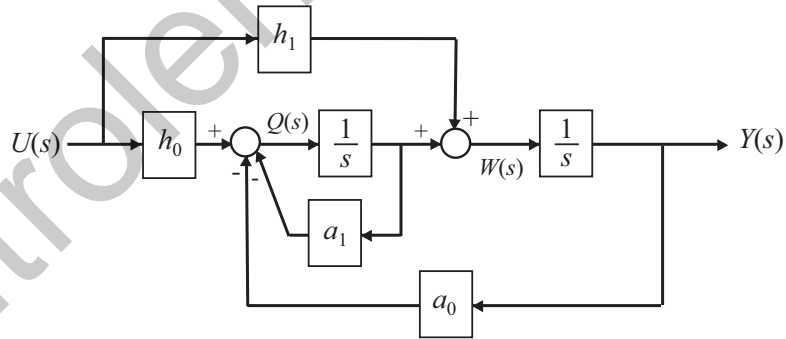 h₁
U(s)
h₀
+
Q(s)
1
s
+
+
W(s)
1
s
Y(s)
- -
a₁
a₀